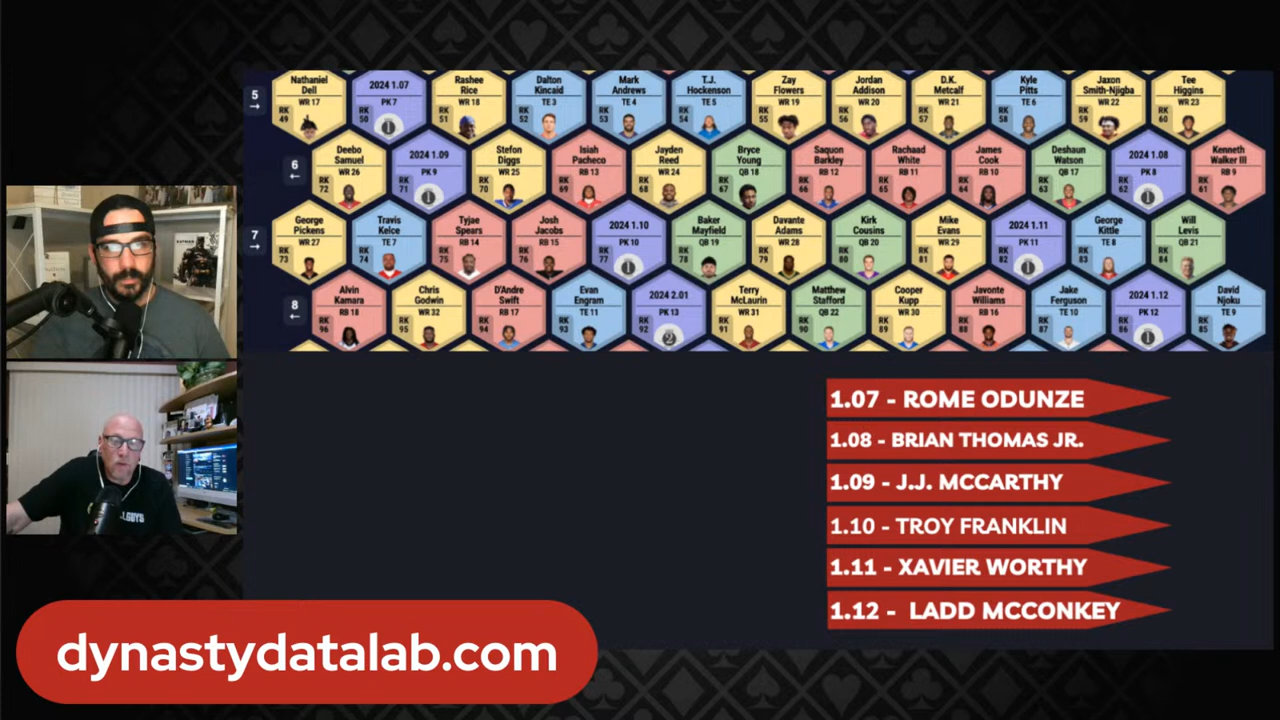 5
→
Nathaniel
Dell
WR 17
RK
49
2024 1.07
PK 7
RK
50
1
Rashee
Rice
WR 18
RK
51
Dalton
Kincaid
TE 3
RK
52
Mark
Andrews
TE 4
RK
53
T.J.
Hockenson
TE 5
RK
54
Zay
Flowers
WR 19
RK
55
Jordan
Addison
WR 20
RK
56
D.K.
Metcalf
WR 21
RK
57
Kyle
Pitts
TE 6
RK
58
Jaxon
Smith-Njigba
WR 22
RK
59
Tee
Higgins
WR 23
RK
60
6
←
Deebo
Samuel
WR 26
RK
72
2024 1.09
PK 9
RK
71
1
Stefon
Diggs
WR 25
RK
70
Isiah
Pacheco
RB 13
RK
69
Jayden
Reed
WR 24
RK
68
Bryce
Young
QB 18
RK
67
Saquon
Barkley
RB 12
RK
66
Rachaad
White
RB 11
RK
65
James
Cook
RB 10
RK
64
Deshaun
Watson
QB 17
RK
63
2024 1.08
PK 8
RK
62
1
Kenneth
Walker III
RB 9
RK
61
7
→
George
Pickens
WR 27
RK
73
Travis
Kelce
TE 7
RK
74
Tyjae
Spears
RB 14
RK
75
Josh
Jacobs
RB 15
RK
76
2024 1.10
PK 10
RK
77
1
Baker
Mayfield
QB 19
RK
78
Davante
Adams
WR 28
RK
79
Kirk
Cousins
QB 20
RK
80
Mike
Evans
WR 29
RK
81
2024 1.11
PK 11
RK
82
1
George
Kittle
TE 8
RK
83
Will
Levis
QB 21
RK
84
8
←
Alvin
Kamara
RB 18
RK
96
Chris
Godwin
WR 32
RK
95
D'Andre
Swift
RB 17
RK
94
Evan
Engram
TE 11
RK
93
2024 2.01
PK 13
RK
92
2
Terry
McLaurin
WR 31
RK
91
Matthew
Stafford
QB 22
RK
90
Cooper
Kupp
WR 30
RK
89
Javonte
Williams
RB 16
RK
88
Jake
Ferguson
TE 10
RK
87
2024 1.12
PK 12
RK
86
1
David
Njoku
TE 9
RK
85
1.07 - ROME ODUNZE
1.08 - BRIAN THOMAS JR.
1.09 - J.J. MCCARTHY
1.10 - TROY FRANKLIN
1.11 - XAVIER WORTHY
1.12 - LADD MCCONKEY
dynastydatalab.com